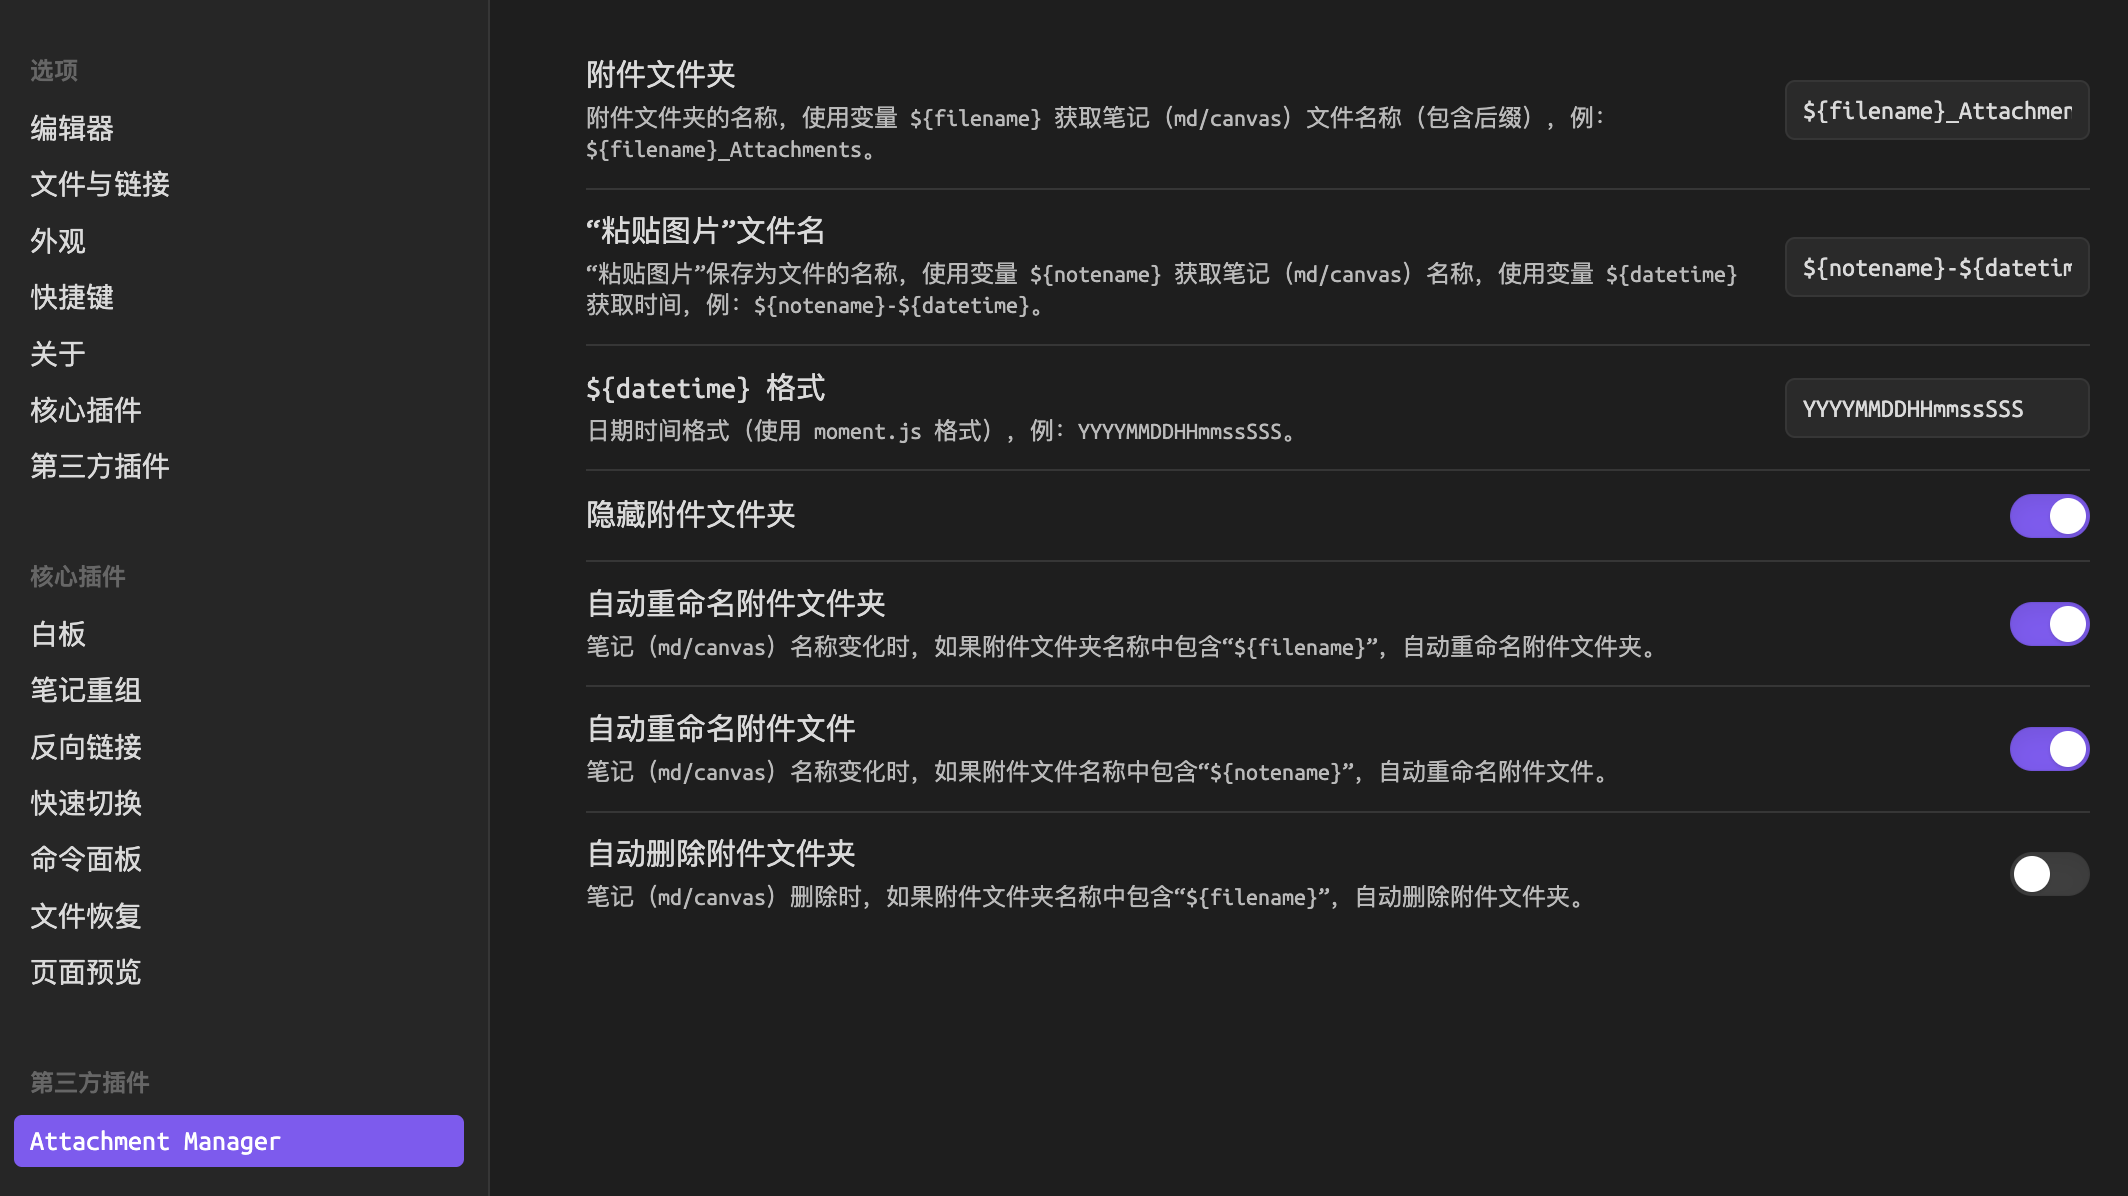 选项
编辑器
文件与链接
外观
快捷键
关于
核心插件
第三方插件
核心插件
白板
笔记重组
反向链接
快速切换
命令面板
文件恢复
页面预览
第三方插件
Attachment Manager
附件文件夹
附件文件夹的名称，使用变量 ${filename} 获取笔记（md/canvas）文件名称（包含后缀），例：
${filename}_Attachments。
${filename}_Attachmer
“粘贴图片”文件名
“粘贴图片”保存为文件的名称，使用变量 ${notename} 获取笔记（md/canvas）名称，使用变量 ${datetime}
获取时间，例：${notename}-${datetime}。
${notename}-${datetim
${datetime} 格式
日期时间格式（使用 moment.js 格式），例：YYYYMMDDHHmmssSSS。
YYYYMMDDHHmmssSSS
隐藏附件文件夹
自动重命名附件文件夹
笔记（md/canvas）名称变化时，如果附件文件夹名称中包含“${filename}”，自动重命名附件文件夹。
自动重命名附件文件
笔记（md/canvas）名称变化时，如果附件文件名称中包含“${notename}”，自动重命名附件文件。
自动删除附件文件夹
笔记（md/canvas）删除时，如果附件文件夹名称中包含“${filename}”，自动删除附件文件夹。